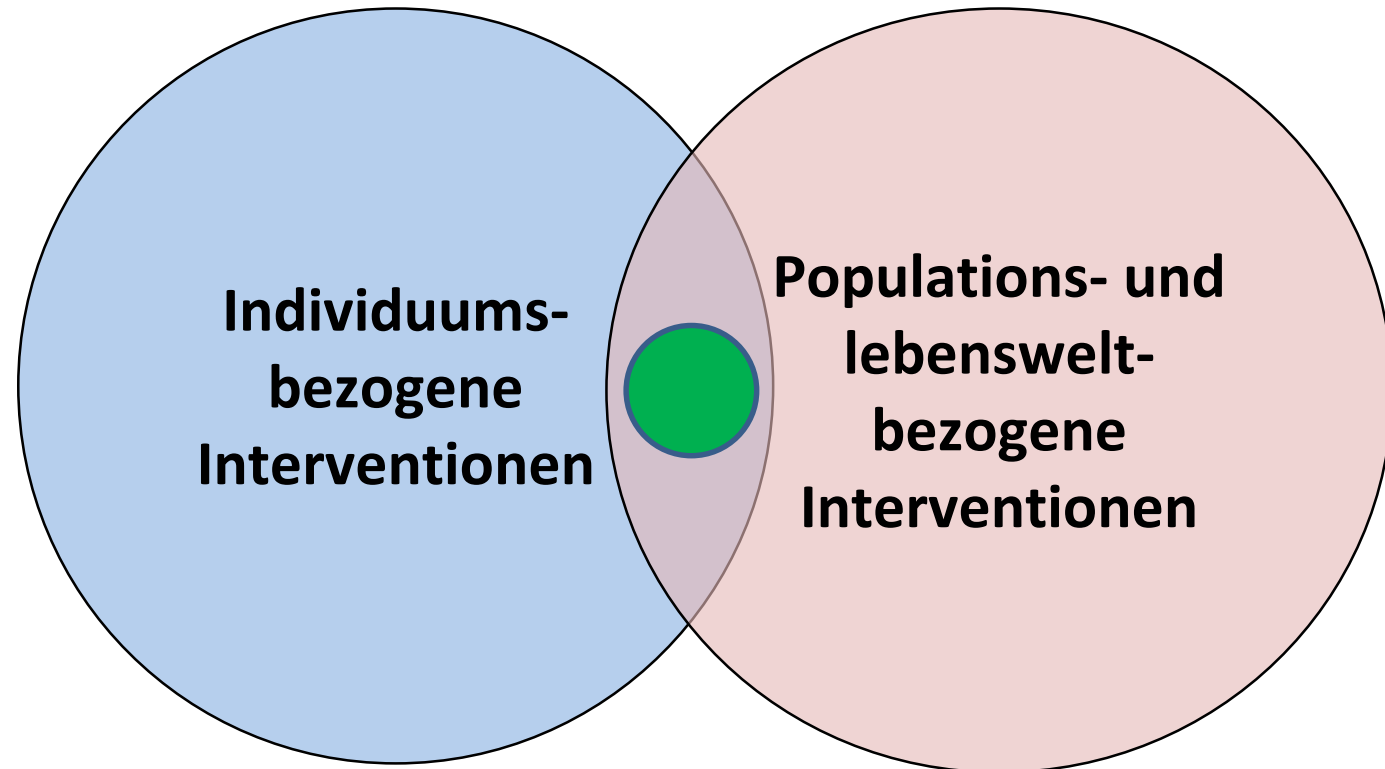 Individuums-
bezogene
Interventionen
Populations- und
lebenswelt-
bezogene
Interventionen